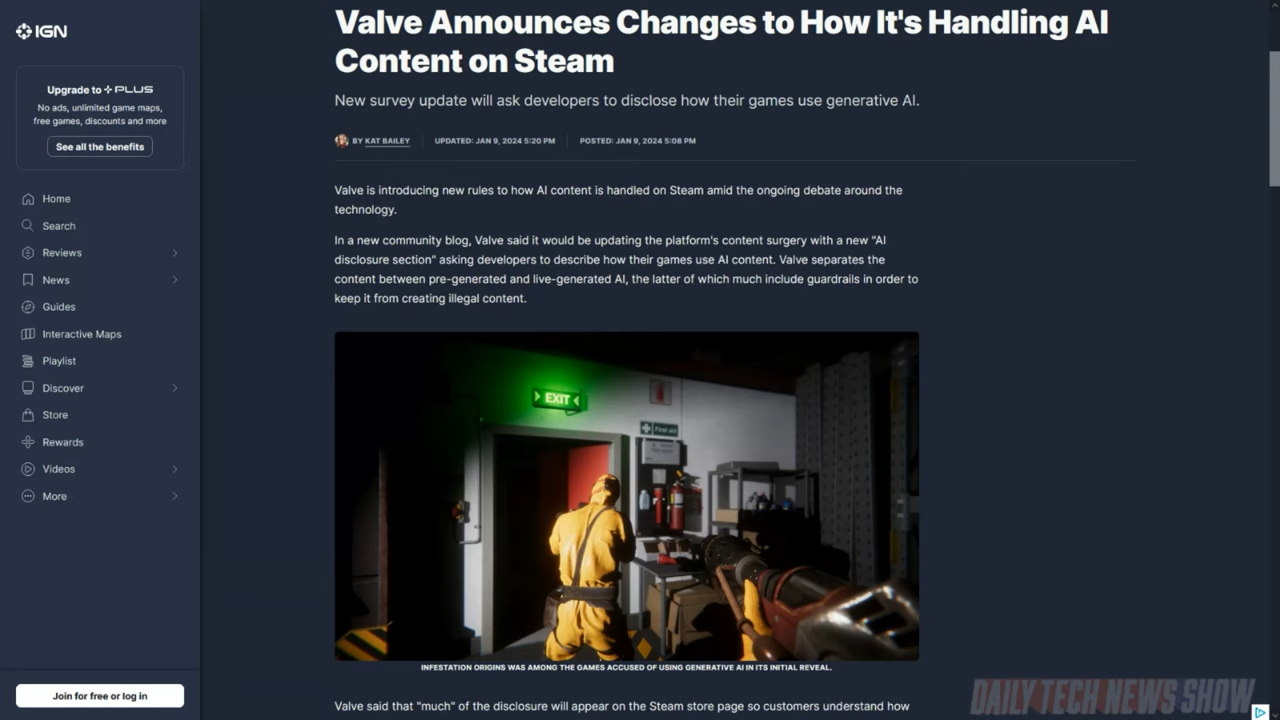 IGN
Upgrade to PLUS
No ads, unlimited game maps,
free games, discounts and more
See all the benefits
Home
Search
Reviews
News
Guides
Interactive Maps
Playlist
Discover
Store
Rewards
Videos
More
Join for free or log in
Valve Announces Changes to How It's Handling AI
Content on Steam
New survey update will ask developers to disclose how their games use generative AI.
BY KAT BAILEY UPDATED: JAN 9, 2024 5:20 PM POSTED: JAN 9, 2024 5:08 PM
Valve is introducing new rules to how AI content is handled on Steam amid the ongoing debate around the
technology.
In a new community blog, Valve said it would be updating the platform's content surgery with a new "AI
disclosure section" asking developers to describe how their games use AI content. Valve separates the
content between pre-generated and live-generated AI, the latter of which much include guardrails in order to
keep it from creating illegal content.
EXIT
First aid
INFESTATION ORIGINS WAS AMONG THE GAMES ACCUSED OF USING GENERATIVE AI IN ITS INITIAL REVEAL.
Valve said that "much" of the disclosure will appear on the Steam store page so customers understand how
DAILY TECH NEWS SHOW